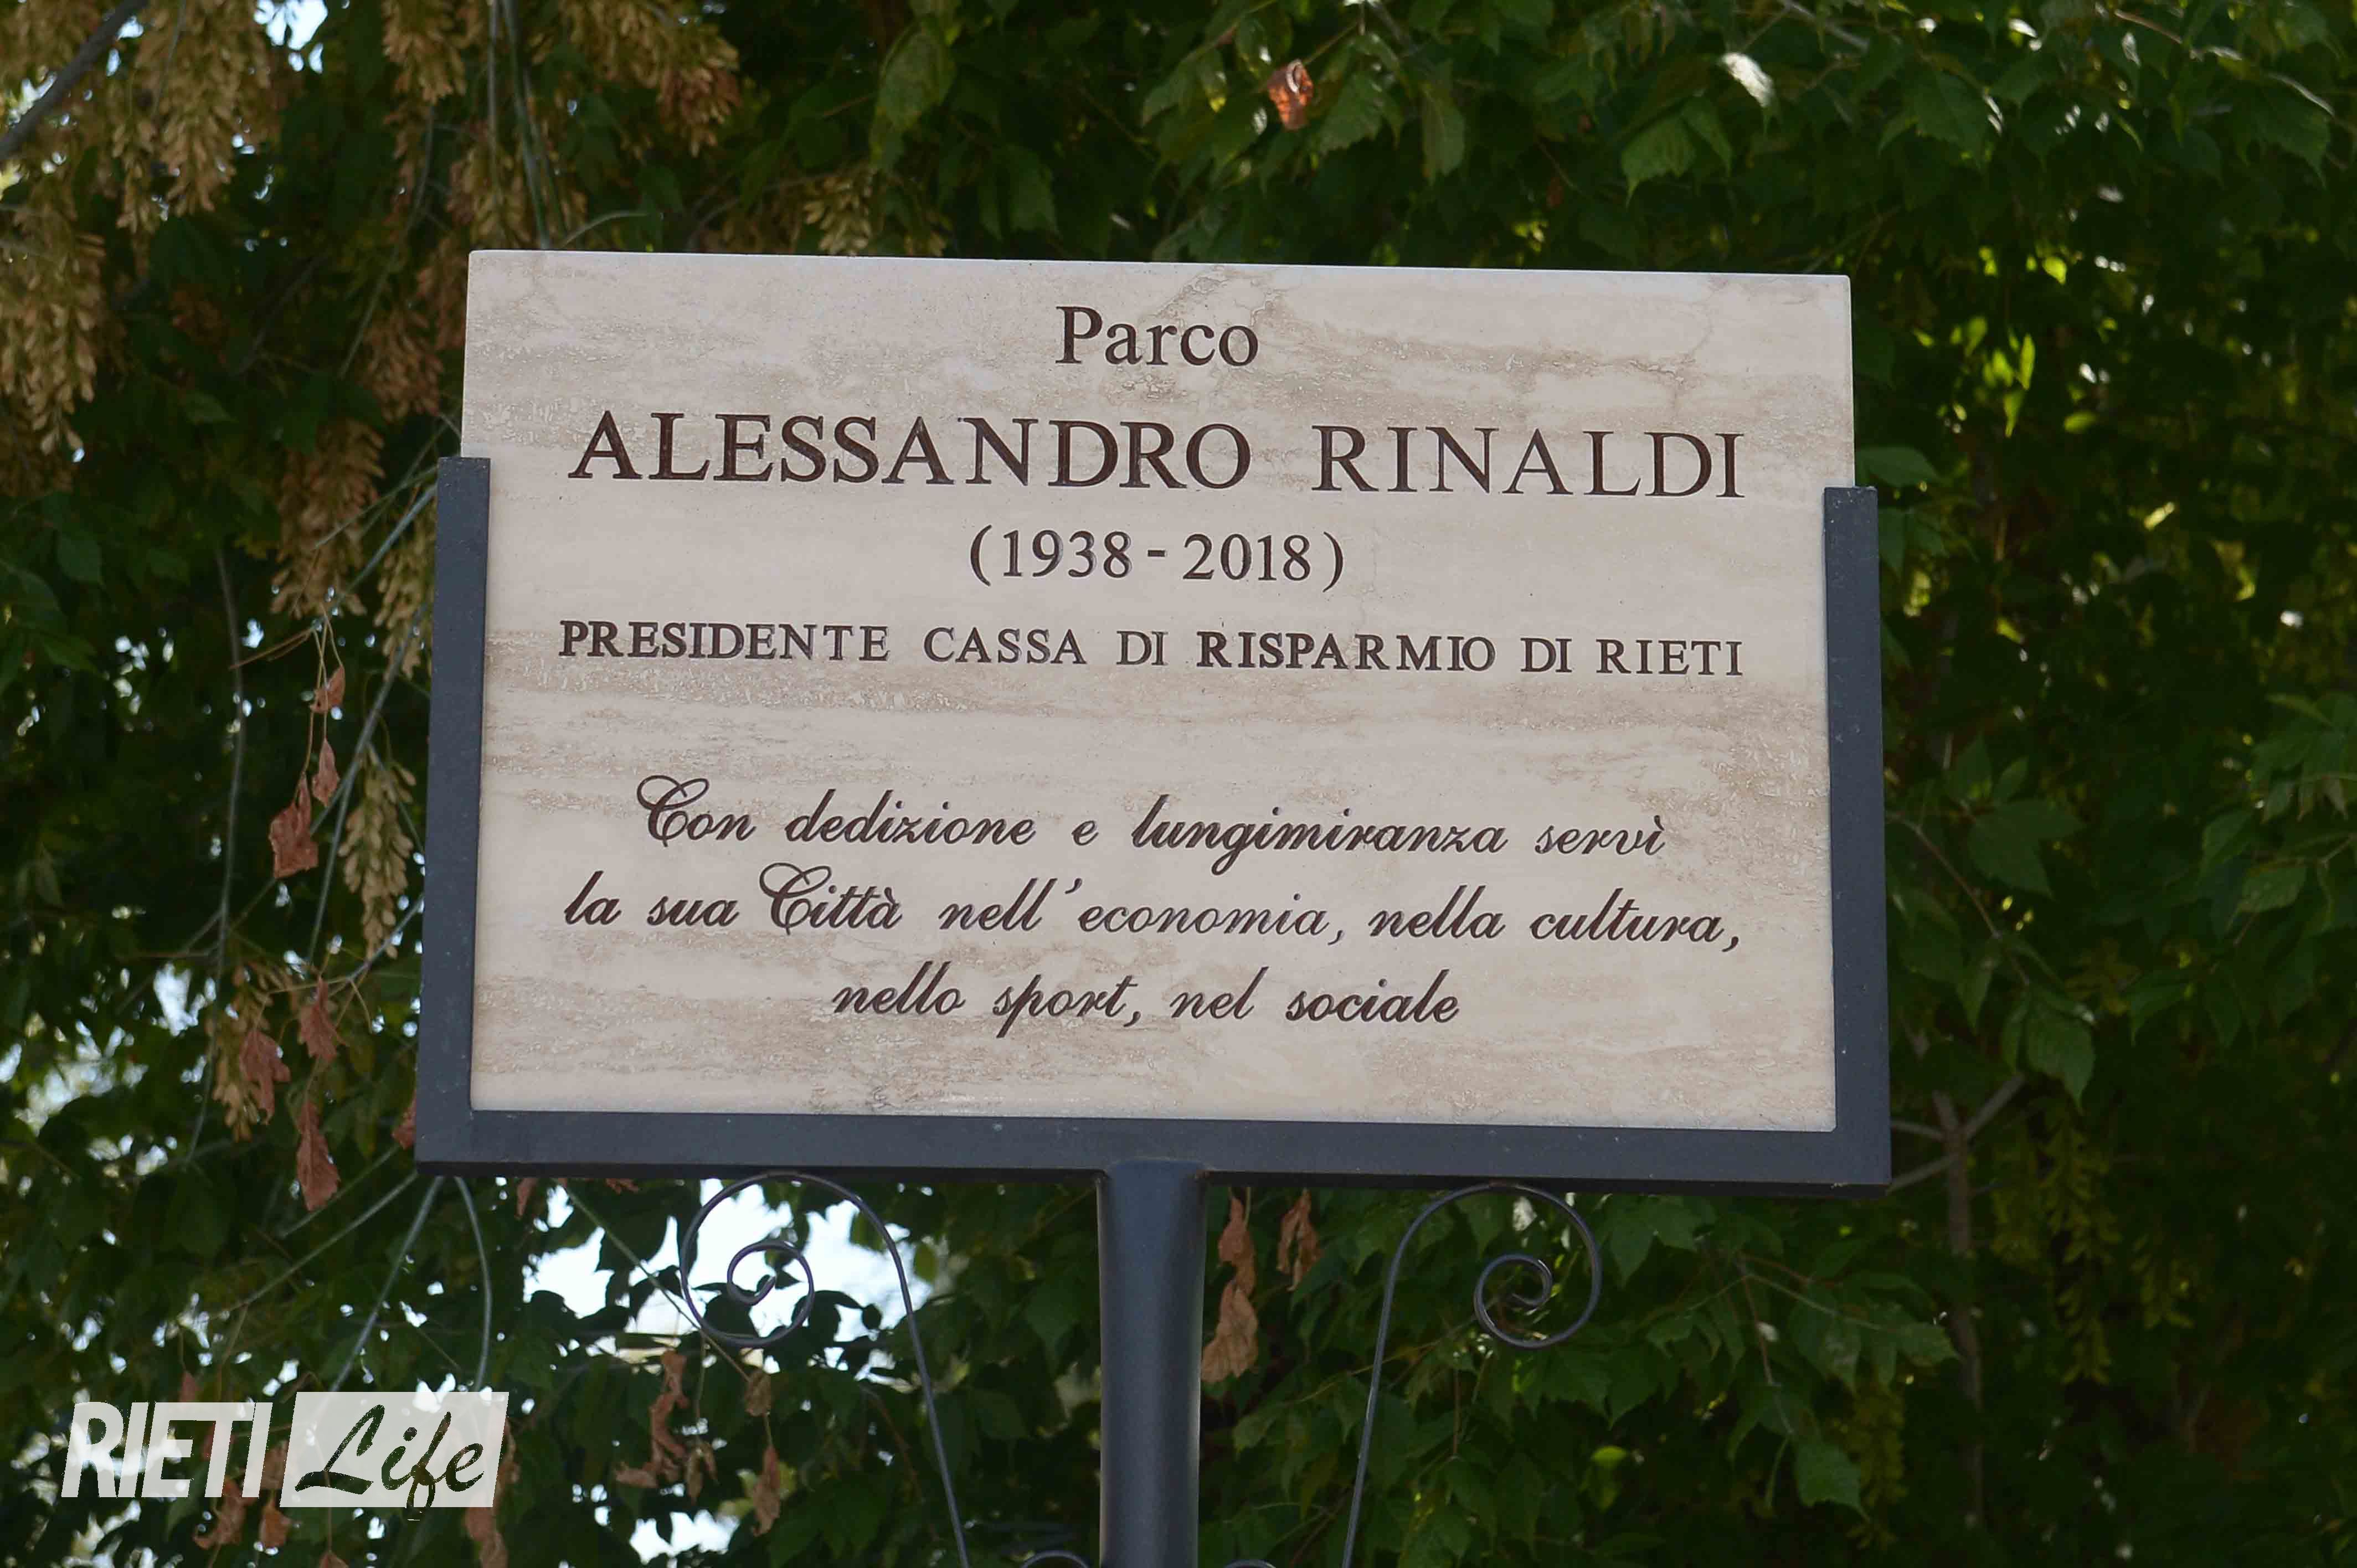 Parco
ALESSANDRO RINALDI
(1938-2018)
PRESIDENTE CASSA DI RISPARMIO DI RIETI
Con dedizione e lungimiranza servì
la sua Città nell'economia, nella cultura,
nello sport, nel sociale
RIETI Life